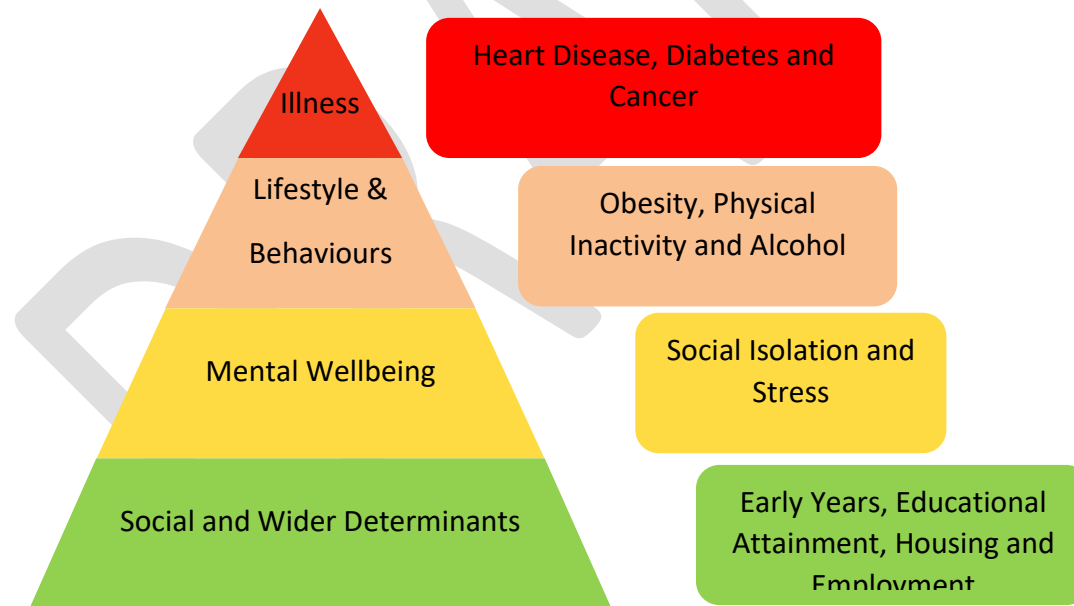 Illness
Heart Disease, Diabetes and
Cancer
Lifestyle &
Behaviours
Obesity, Physical
Inactivity and Alcohol
Mental Wellbeing
Social Isolation and
Stress
Social and Wider Determinants
Early Years, Educational
Attainment, Housing and
Employment